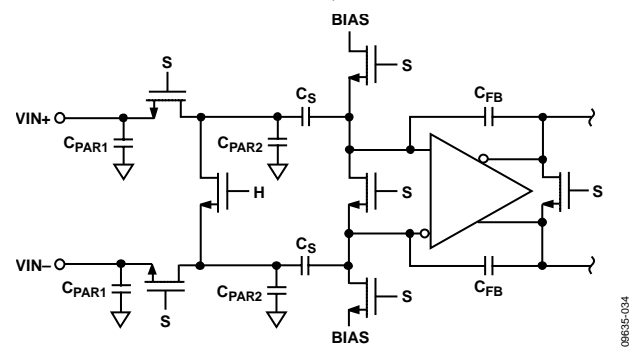 BIAS
S
S
CS
CFB
VIN+
CPAR1
CPAR2
H
S
S
VIN–
CS
CPAR1
CPAR2
S
S
CFB
BIAS
09635-034